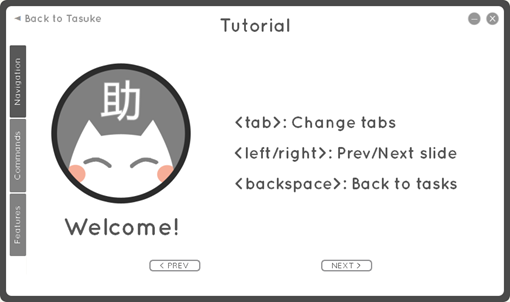 ◄ Back to Tasuke
Tutorial
Navigation
Commands
Features
助
Welcome!
<tab>: Change tabs
<left/right>: Prev/Next slide
<backspace>: Back to tasks
< PREV
NEXT >